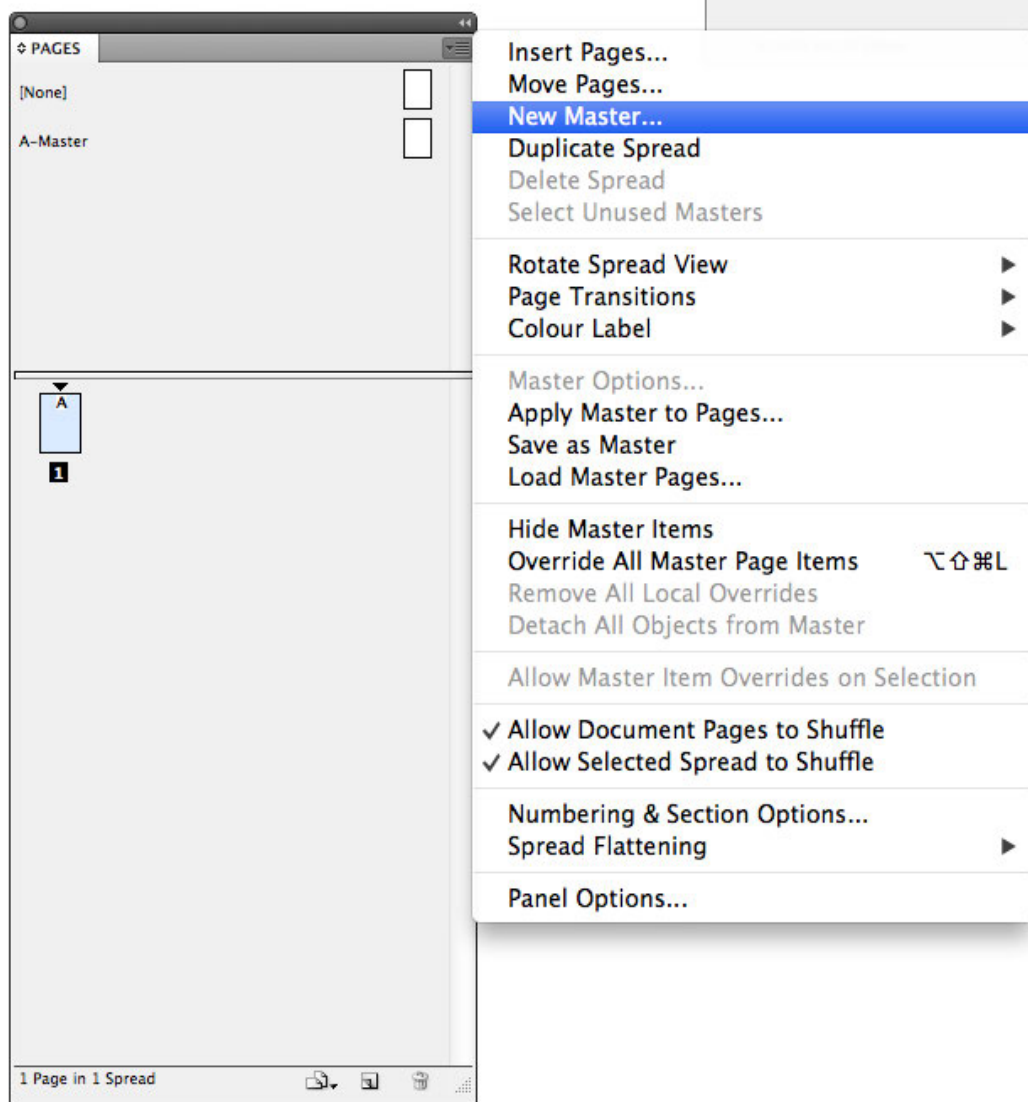 PAGES
[None]
A-Master
A
1
1 Page in 1 Spread
Insert Pages...
Move Pages...
New Master...
Duplicate Spread
Delete Spread
Select Unused Masters
Rotate Spread View
Page Transitions
Colour Label
Master Options...
Apply Master to Pages...
Save as Master
Load Master Pages...
Hide Master Items
Override All Master Page Items ⌥⇧⌘L
Remove All Local Overrides
Detach All Objects from Master
Allow Master Item Overrides on Selection
✓ Allow Document Pages to Shuffle
✓ Allow Selected Spread to Shuffle
Numbering & Section Options...
Spread Flattening
Panel Options...